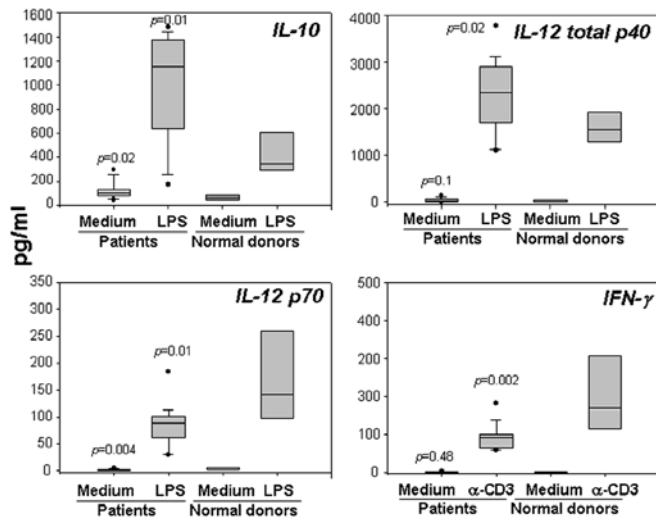 pg/ml
1600
1400
1200
1000
800
600
400
200
0
IL-10
p=0.02
p=0.01
Medium LPS Medium LPS
Patients Normal donors
4000
3000
2000
0
IL-12 total p40
p=0.1
p=0.02
Medium LPS Medium LPS
Patients Normal donors
350
300
250
200
150
100
50
0
IL-12 p70
p=0.004
p=0.01
Medium LPS Medium LPS
Patients Normal donors
500
200
300
100
0
IFN-γ
p=0.48
p=0.002
Medium α-CD3 Medium α-CD3
Patients Normal donors